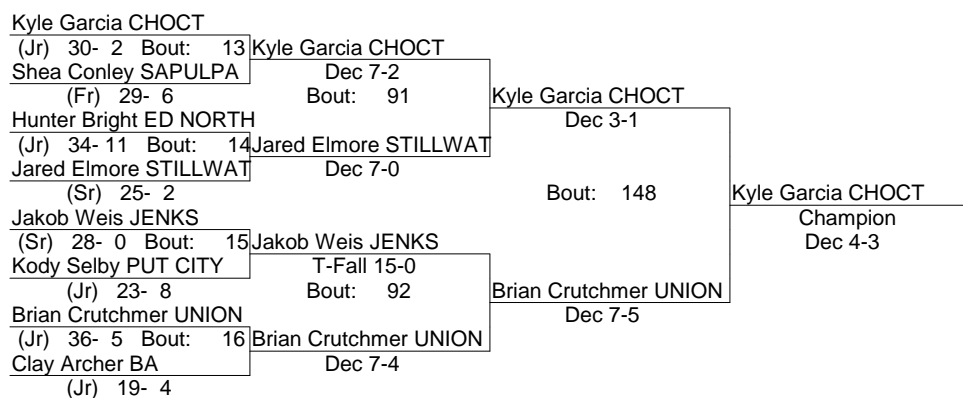 Kyle Garcia CHOCT
(Jr) 30- 2 Bout: 13 Kyle Garcia CHOCT
Shea Conley SAPULPA Dec 7-2
(Fr) 29- 6 Bout: 91 Kyle Garcia CHOCT
Hunter Bright ED NORTH Dec 3-1
(Jr) 34- 11 Bout: 14 Jared Elmore STILLWAT
Jared Elmore STILLWAT Dec 7-0
(Sr) 25- 2 Bout: 148 Kyle Garcia CHOCT
Jakob Weis JENKS Champion
(Sr) 28- 0 Bout: 15 Jakob Weis JENKS Dec 4-3
Kody Selby PUT CITY T-Fall 15-0
(Jr) 23- 8 Bout: 92 Brian Crutchmer UNION
Brian Crutchmer UNION Dec 7-5
(Jr) 36- 5 Bout: 16 Brian Crutchmer UNION
Clay Archer BA Dec 7-4
(Jr) 19- 4